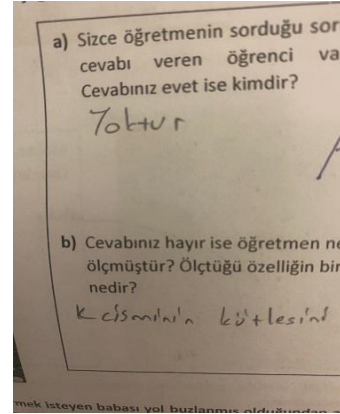 a) Sizce öğretmenin sorduğu sor
cevabı veren öğrenci va
Cevabınız evet ise kimdir?
Yoktur
b) Cevabınız hayır ise öğretmen ne
ölçmüştür? Ölçtüğü özelliğin bir
nedir?
K cisminin kütlesini
mek isteyen babası yol buzlanmış olduğundan